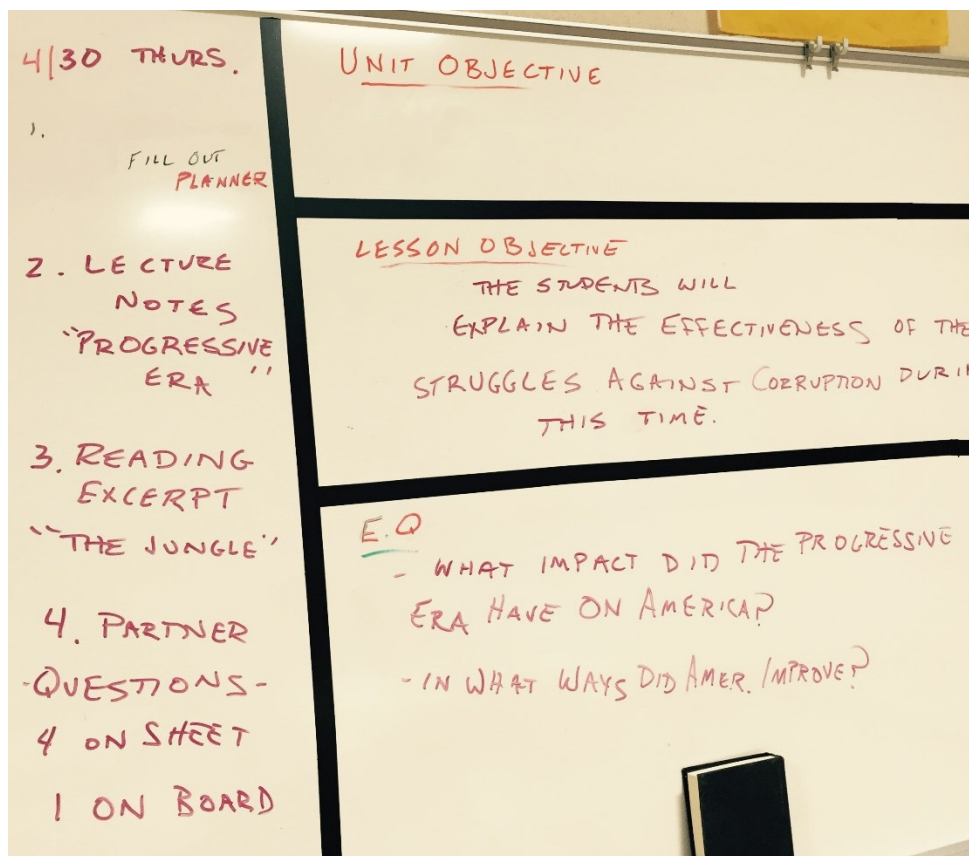 4/30 THURS.
1.
FILL OUT
PLANNER
2. LECTURE
NOTES
"PROGRESSIVE
ERA"
3. READING
EXCERPT
"THE JUNGLE"
4. PARTNER
-QUESTIONS-
4 ON SHEET
1 ON BOARD
UNIT OBJECTIVE
LESSON OBJECTIVE
THE STUDENTS WILL
EXPLAIN THE EFFECTIVENESS OF THE
STRUGGLES AGAINST CORRUPTION DURIN
THIS TIME.
E.Q
- WHAT IMPACT DID THE PROGRESSIVE
ERA HAVE ON AMERICA?
- IN WHAT WAYS DID AMER. IMPROVE?